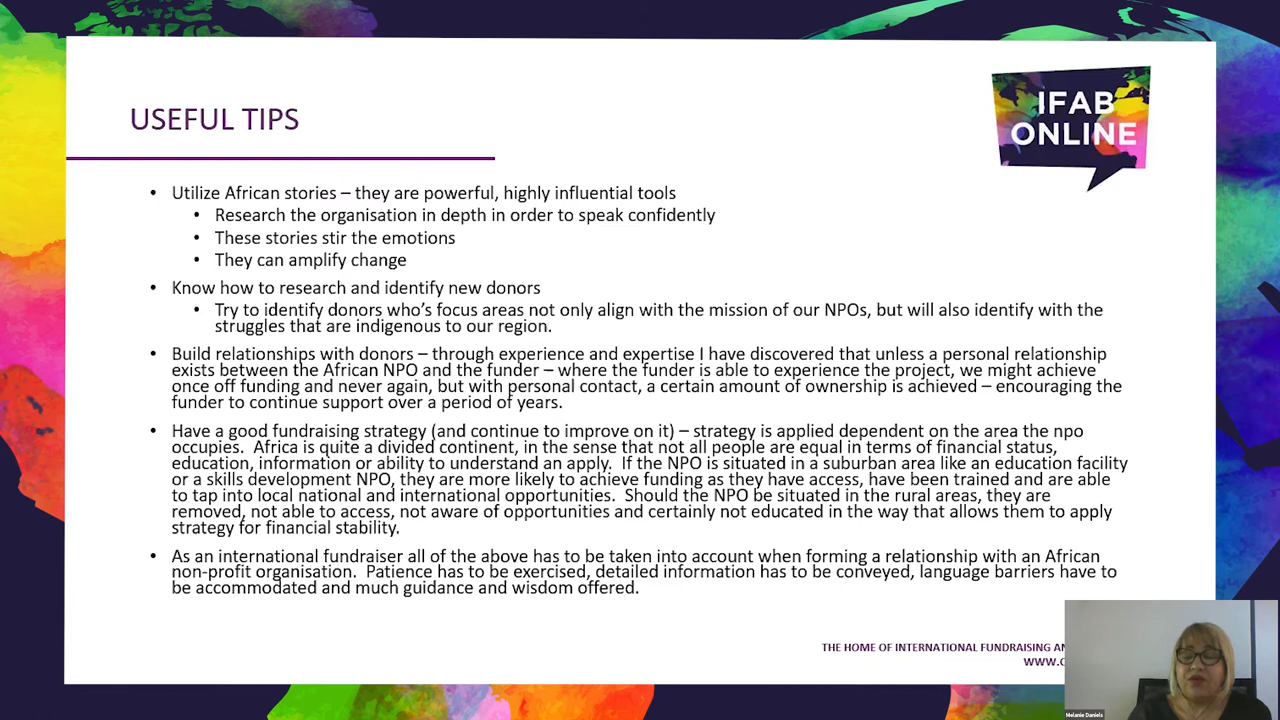 IFAB
ONLINE
USEFUL TIPS
• Utilize African stories – they are powerful, highly influential tools
• Research the organisation in depth in order to speak confidently
• These stories stir the emotions
• They can amplify change
• Know how to research and identify new donors
• Try to identify donors who's focus areas not only align with the mission of our NPOs, but will also identify with the
struggles that are indigenous to our region.
• Build relationships with donors – through experience and expertise I have discovered that unless a personal relationship
exists between the African NPO and the funder – where the funder is able to experience the project, we might achieve
once off funding and never again, but with personal contact, a certain amount of ownership is achieved – encouraging the
funder to continue support over a period of years.
• Have a good fundraising strategy (and continue to improve on it) – strategy is applied dependent on the area the npo
occupies.  Africa is quite a divided continent, in the sense that not all people are equal in terms of financial status,
education, information or ability to understand an apply.  If the NPO is situated in a suburban area like an education facility
or a skills development NPO, they are more likely to achieve funding as they have access, have been trained and are able
to tap into local national and international opportunities.  Should the NPO be situated in the rural areas, they are
removed, not able to access, not aware of opportunities and certainly not educated in the way that allows them to apply
strategy for financial stability.
• As an international fundraiser all of the above has to be taken into account when forming a relationship with an African
non-profit organisation.  Patience has to be exercised, detailed information has to be conveyed, language barriers have to
be accommodated and much guidance and wisdom offered.
THE HOME OF INTERNATIONAL FUNDRAISING
WWW.
Melanie Daniels